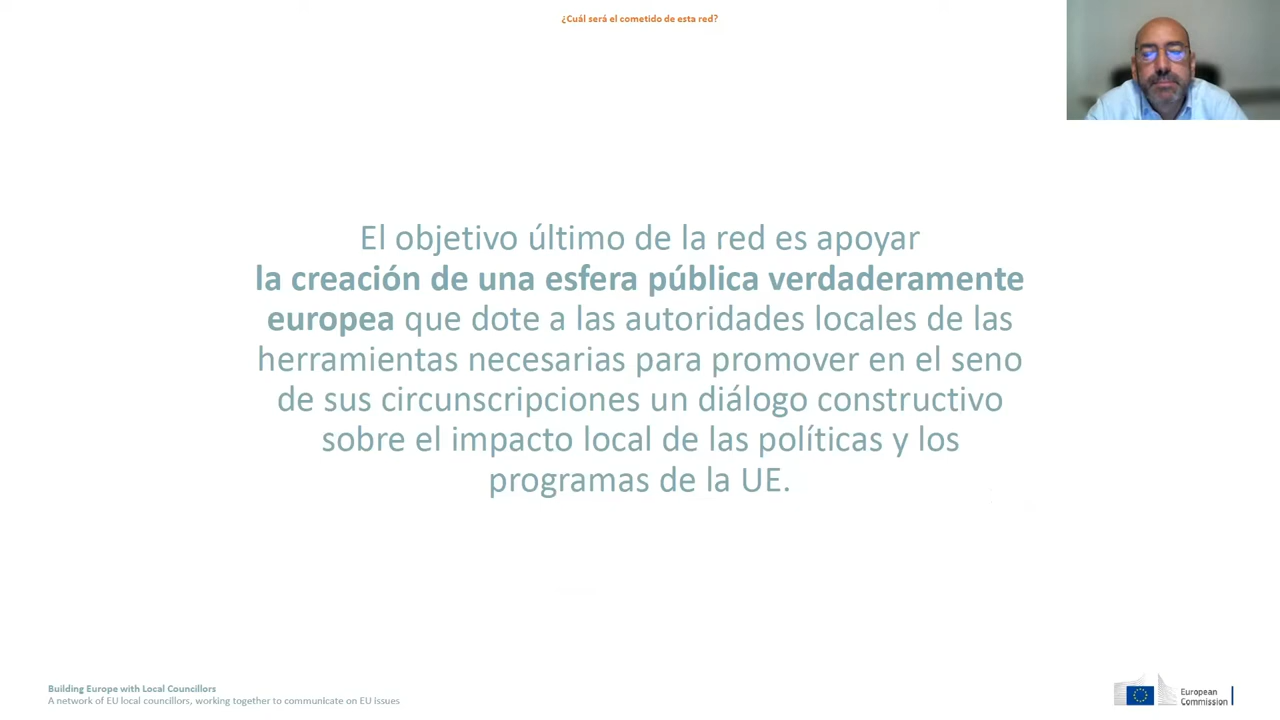 ¿Cuál será el cometido de esta red?
El objetivo último de la red es apoyar
la creación de una esfera pública verdaderamente
europea que dote a las autoridades locales de las
herramientas necesarias para promover en el seno
de sus circunscripciones un diálogo constructivo
sobre el impacto local de las políticas y los
programas de la UE.
Building Europe with Local Councillors
A network of EU local councillors, working together to communicate on EU issues
European
Commission